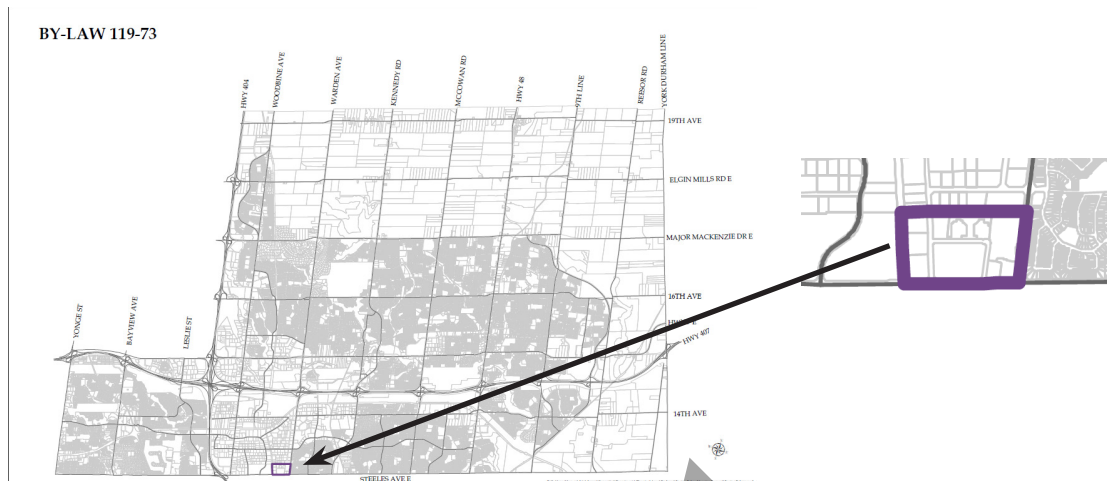 BY-LAW 119-73
HWY 404
WOODBINE AVE
WARDEN AVE
KENNEDY RD
MCCOWAN RD
HWY 48
9TH LINE
REESOR RD
YORK DURHAM LINE
19TH AVE
ELGIN MILLS RD E
MAJOR MACKENZIE DR E
16TH AVE
YONGE ST
BAYVIEW AVE
LESLIE ST
HWY 407
14TH AVE
STEELES AVE E